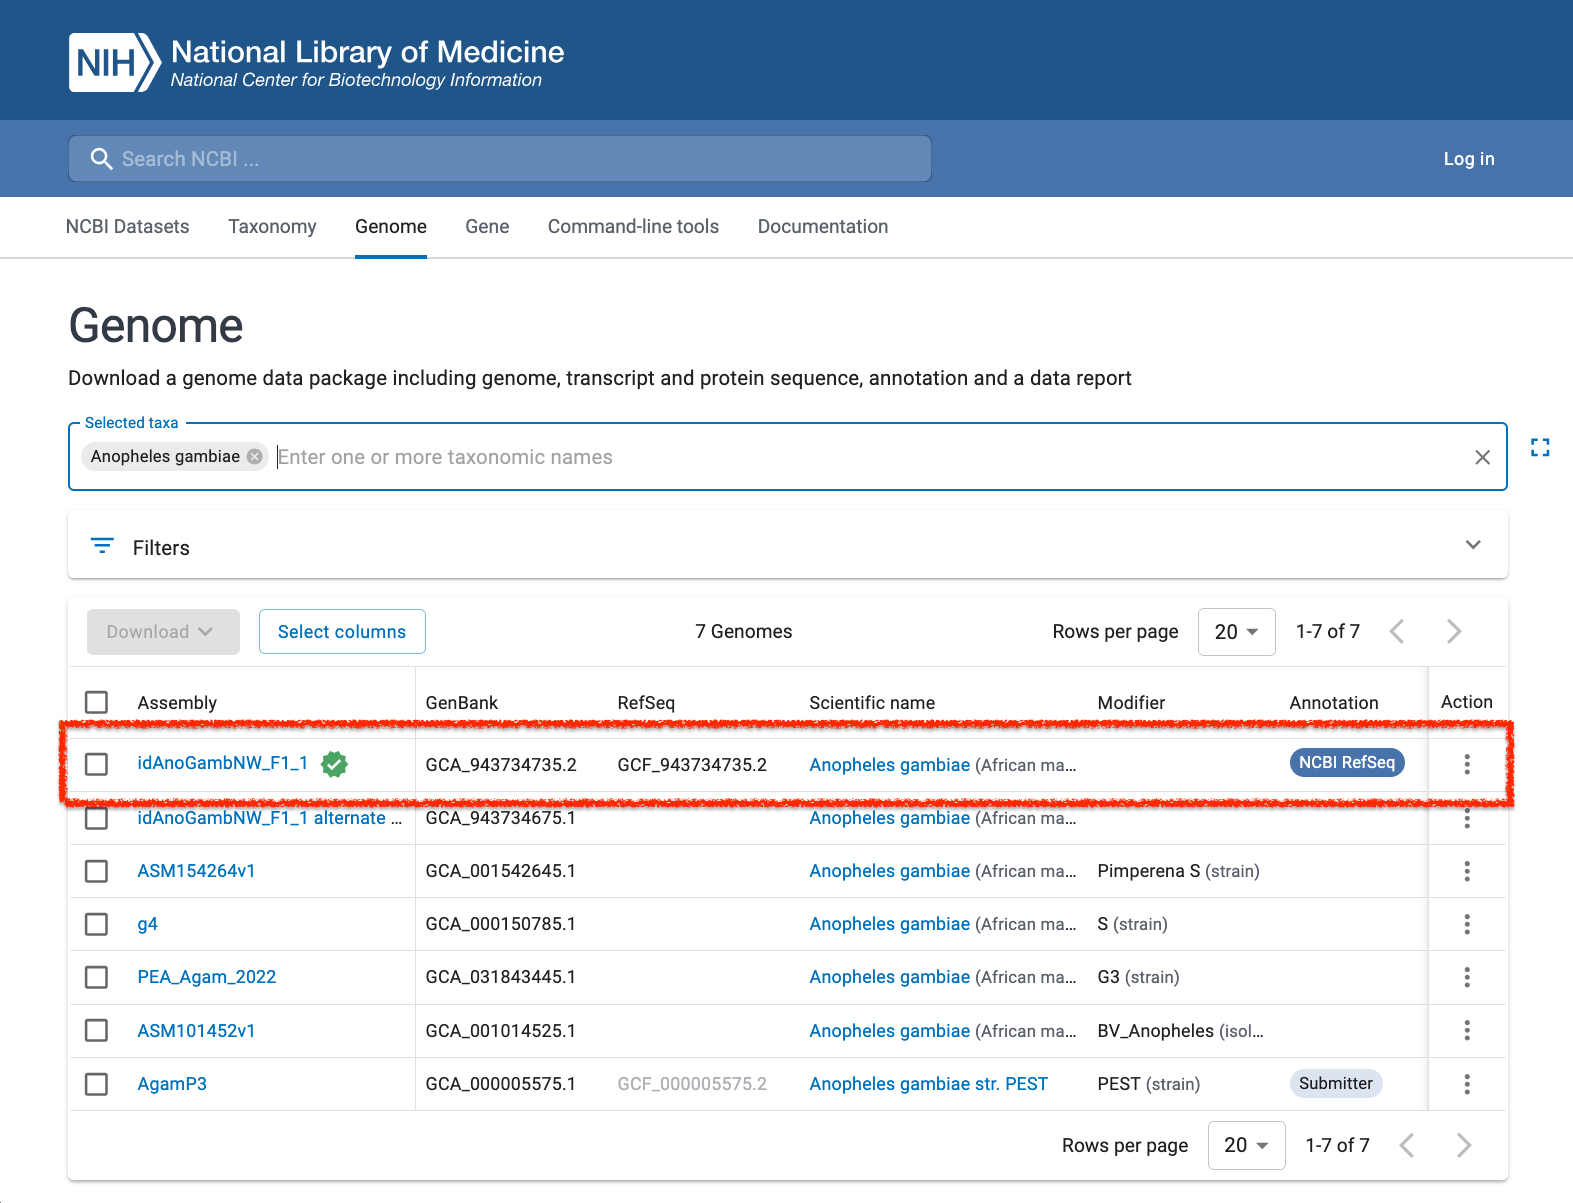 NIH National Library of Medicine
National Center for Biotechnology Information
Search NCBI ... Log in
NCBI Datasets Taxonomy Genome Gene Command-line tools Documentation
Genome
Download a genome data package including genome, transcript and protein sequence, annotation and a data report
Selected taxa
Anopheles gambiae Enter one or more taxonomic names
Filters
Download Select columns 7 Genomes Rows per page 20 1-7 of 7
Assembly GenBank RefSeq Scientific name Modifier Annotation Action
idAnoGambNW_F1_1 GCA_943734735.2 GCF_943734735.2 Anopheles gambiae (African ma... NCBI RefSeq
idAnoGambNW_F1_1 alternate ... GCA_943734675.1 Anopheles gambiae (African ma...
ASM154264v1 GCA_001542645.1 Anopheles gambiae (African ma... Pimperena S (strain)
g4 GCA_000150785.1 Anopheles gambiae (African ma... S (strain)
PEA_Agam_2022 GCA_031843445.1 Anopheles gambiae (African ma... G3 (strain)
ASM101452v1 GCA_001014525.1 Anopheles gambiae (African ma... BV_Anopheles (isol...
AgamP3 GCA_000005575.1 GCF_000005575.2 Anopheles gambiae str. PEST PEST (strain) Submitter
Rows per page 20 1-7 of 7